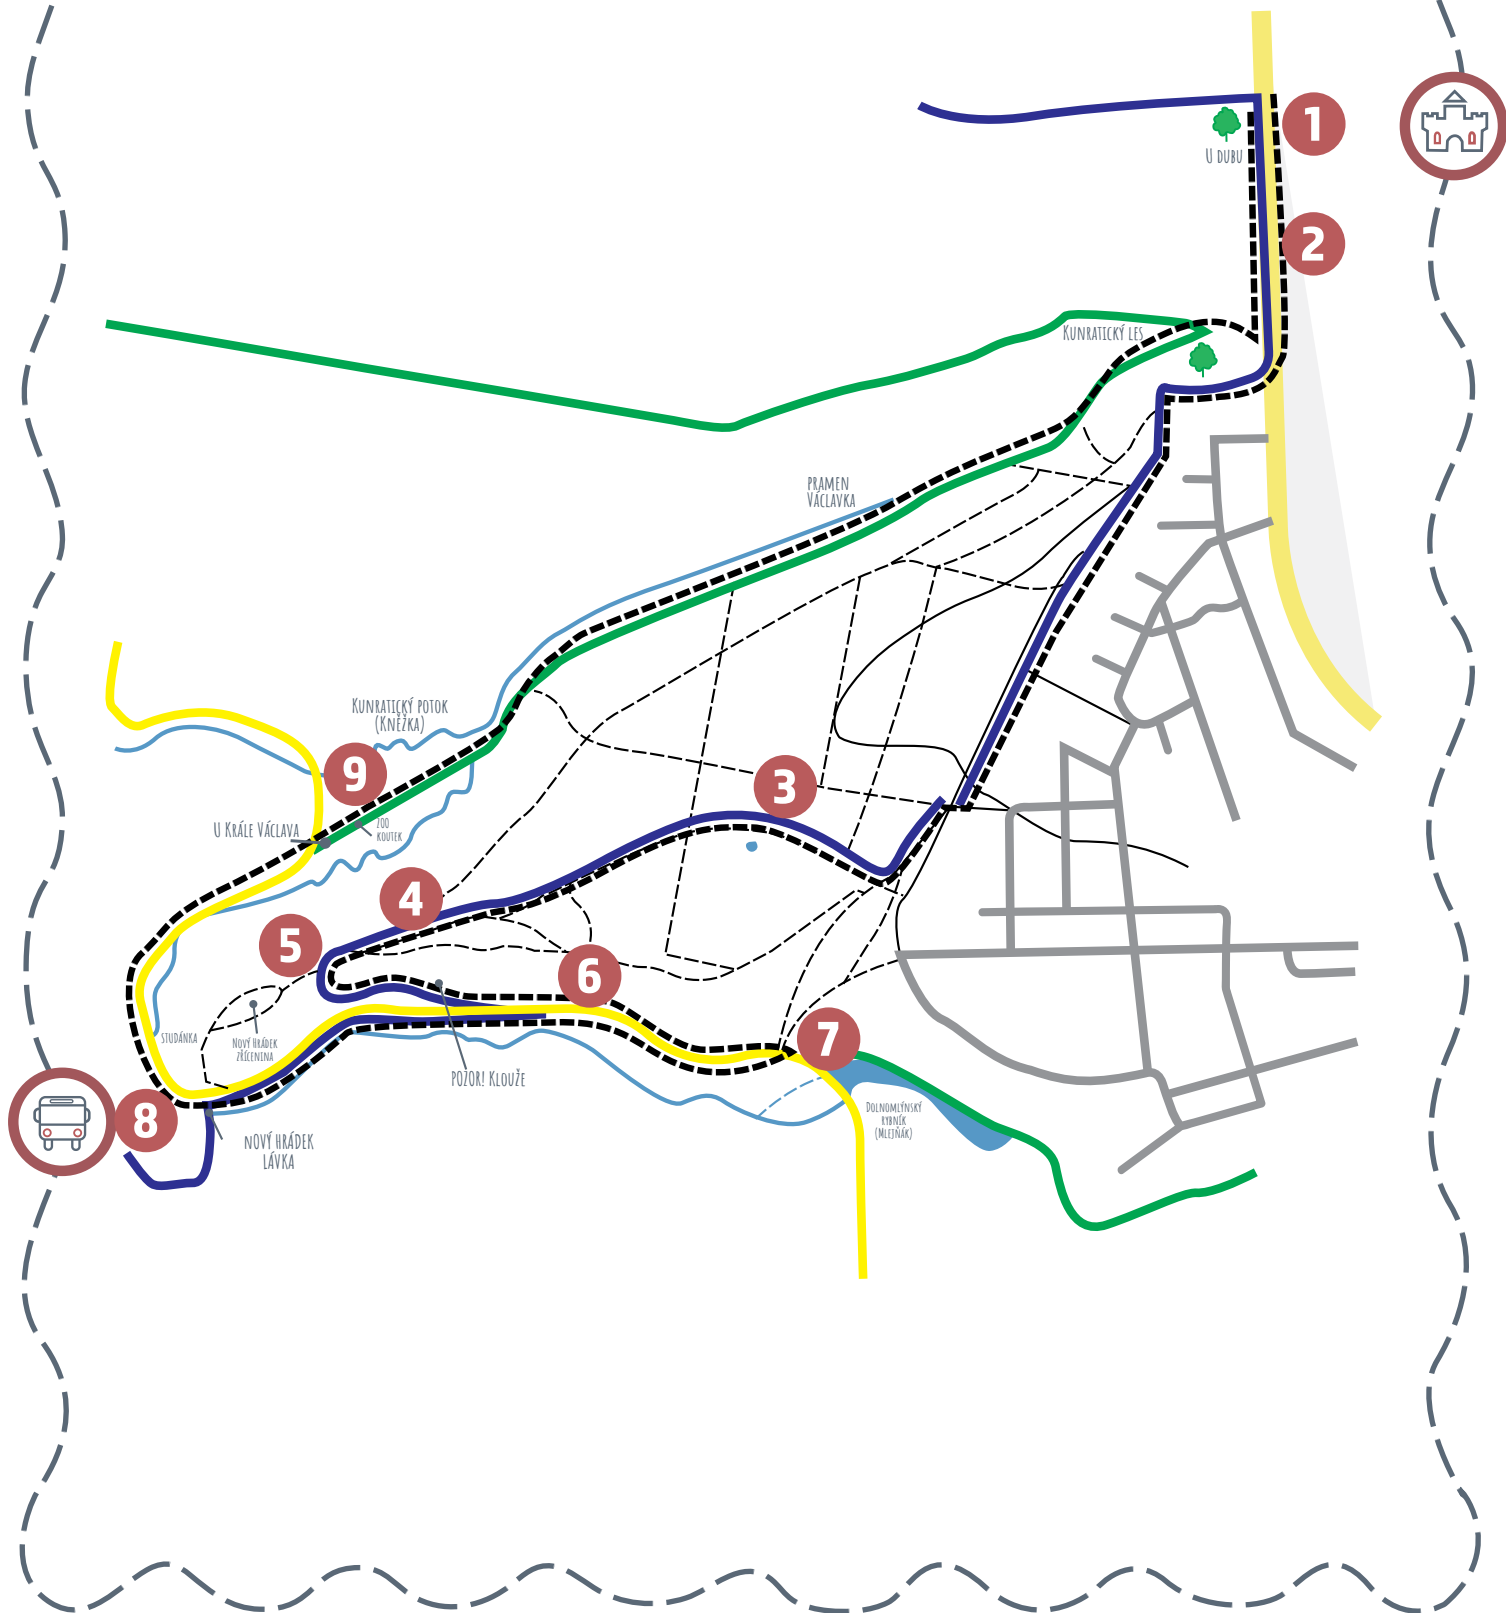 1
U DUBU
2
KUNRATICKÝ LES
PRAMEN
VÁCLAVKA
KUNRATICKÝ POTOK
(KNĚŽKA)
9
3
ZOO
KOUTEK
U KRÁLE VÁCLAVA
4
5
6
STUDÁNKA
NOVÝ HRÁDEK
ZŘÍCENINA
7
POZOR! KLOUŽE
DOLNOMLÝNSKÝ
RYBNÍK
(MLEJŇÁK)
8
nOVÝ HRÁDEK
LÁVKA